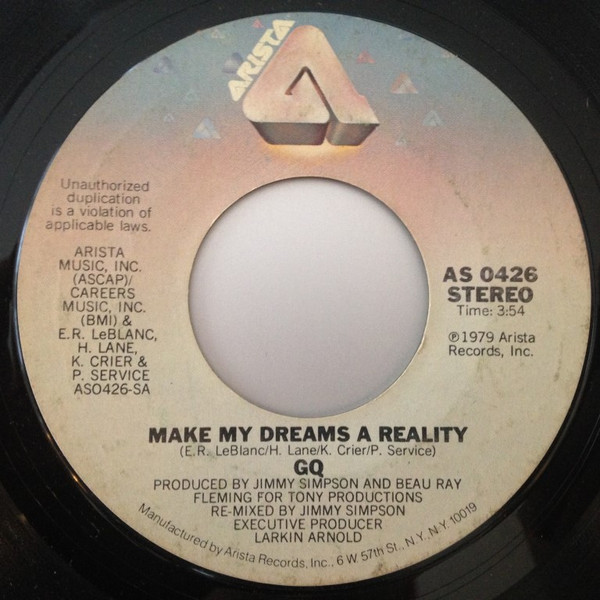 ARISTA
Unauthorized
duplication
is a violation of
applicable laws.
ARISTA
MUSIC, INC.
(ASCAP)/
CAREERS
MUSIC, INC.
(BMI) &
E.R. LeBLANC,
H. LANE,
K. CRIER &
P. SERVICE
ASO426-SA
AS 0426
STEREO
Time: 3:54
℗1979 Arista
Records, Inc.
MAKE MY DREAMS A REALITY
(E.R. LeBlanc/H. Lane/K. Crier/P. Service)
GQ
PRODUCED BY JIMMY SIMPSON AND BEAU RAY
FLEMING FOR TONY PRODUCTIONS
RE-MIXED BY JIMMY SIMPSON
EXECUTIVE PRODUCER
LARKIN ARNOLD
Manufactured by Arista Records, Inc., 6 W. 57th St., N.Y., N.Y. 10019